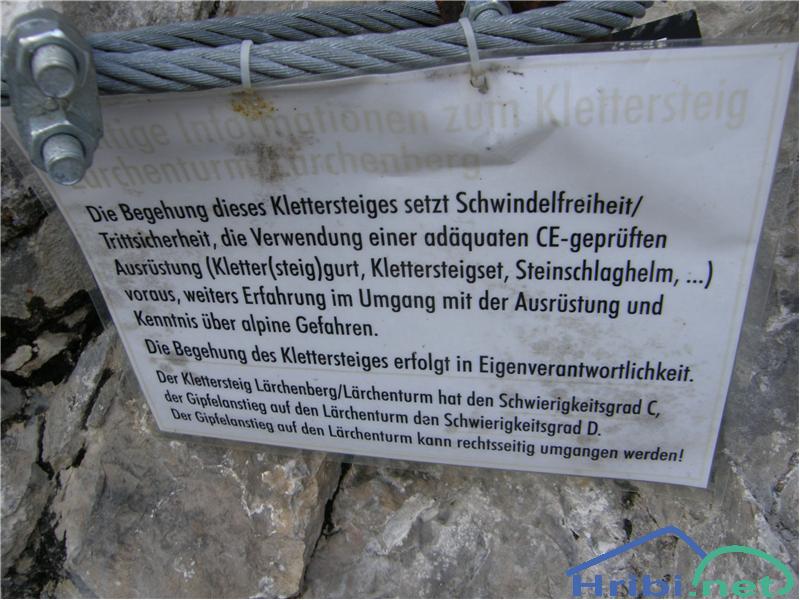 tige Informationen zum Klettersteig
Lärchenturm/Lärchenberg
Die Begehung dieses Klettersteiges setzt Schwindelfreiheit/
Trittsicherheit, die Verwendung einer adäquaten CE-geprüften
Ausrüstung (Kletter(steig)gurt, Klettersteigset, Steinschlaghelm, ...)
voraus, weiters Erfahrung im Umgang mit der Ausrüstung und
Kenntnis über alpine Gefahren.
Die Begehung des Klettersteiges erfolgt in Eigenverantwortlichkeit.
Der Klettersteig Lärchenberg/Lärchenturm hat den Schwierigkeitsgrad C,
der Gipfelanstieg auf den Lärchenturm den Schwierigkeitsgrad D.
Der Gipfelanstieg auf den Lärchenturm kann rechtsseitig umgangen werden!
Hribi.net